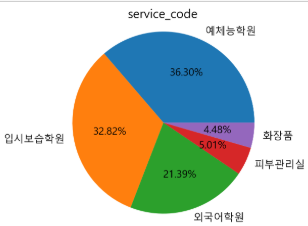 service_code
예체능학원
36.30%
입시보습학원
32.82%
4.48%
화장품
5.01%
피부관리실
21.39%
외국어학원